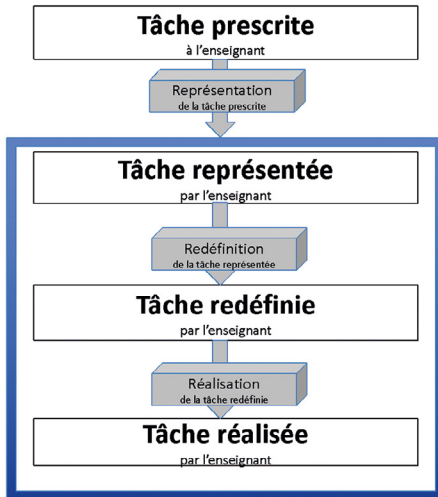 Tâche prescrite
à l'enseignant
Représentation
de la tâche prescrite
Tâche représentée
par l'enseignant
Redéfinition
de la tâche représentée
Tâche redéfinie
par l'enseignant
Réalisation
de la tâche redéfinie
Tâche réalisée
par l'enseignant